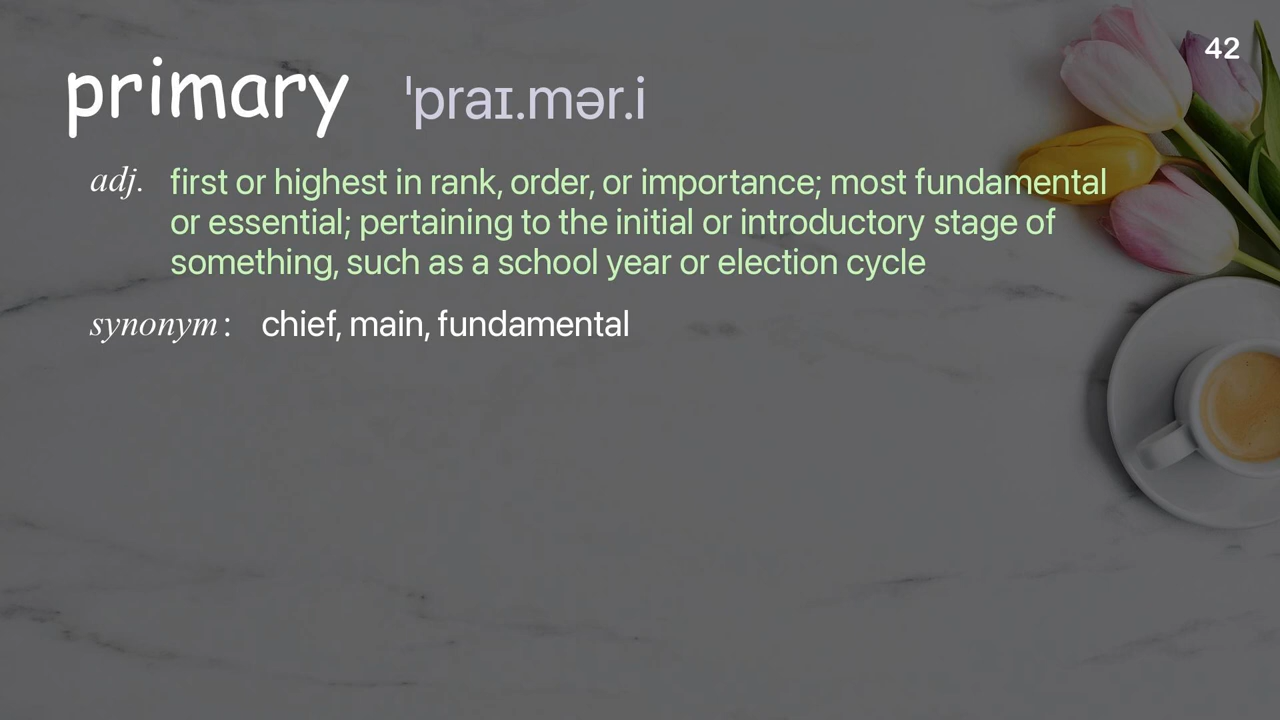 42
primary ˈpraɪ.mər.i
adj. first or highest in rank, order, or importance; most fundamental
or essential; pertaining to the initial or introductory stage of
something, such as a school year or election cycle
synonym: chief, main, fundamental